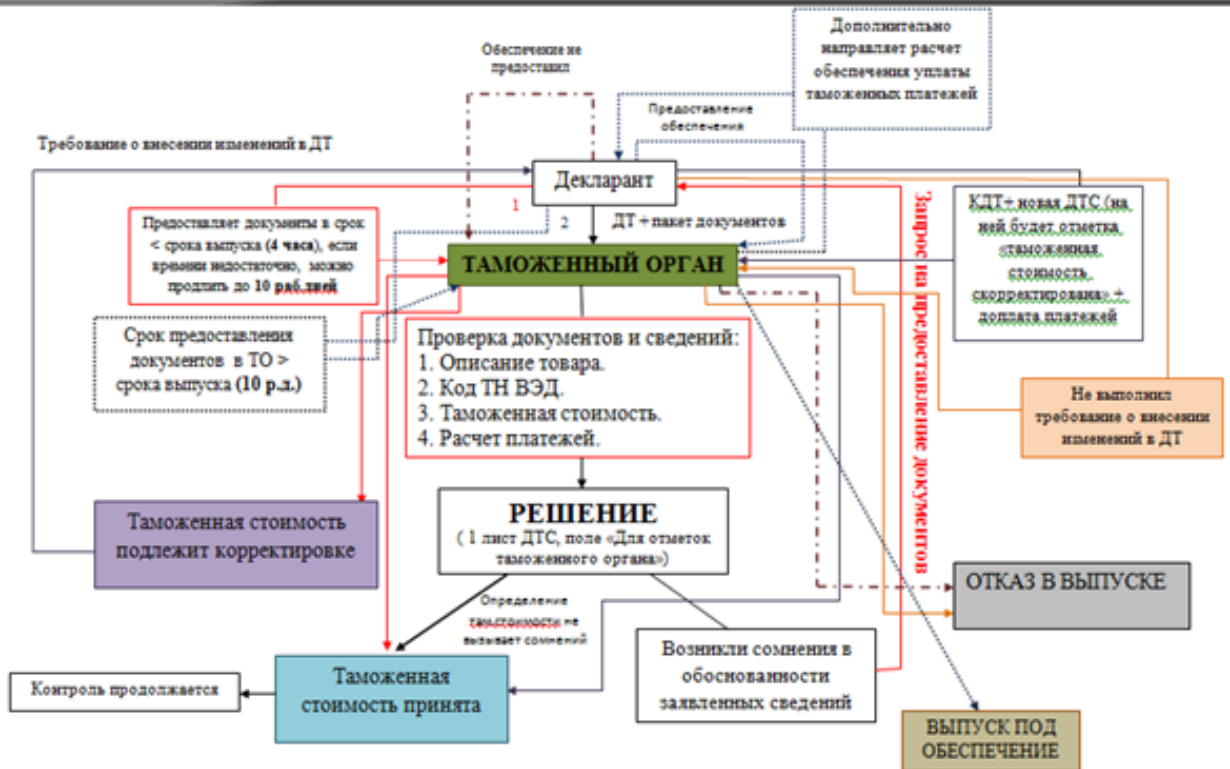 Обеспечение не
предоставил
Дополнительно
направляет расчет
обеспечения уплаты
таможенных платежей
Предоставление
обеспечения
Требование о внесении изменений в ДТ
Декларант
1
2
ДТ + пакет документов
Предоставляет документы в срок
< срока выпуска (4 часа), если
времени недостаточно, можно
продлить до 10 раб.дней
ТАМОЖЕННЫЙ ОРГАН
КДТ+ новая ДТС (на
ней будет отметка
«таможенная
стоимость
скорректирована» +
доплата платежей
Запрос на предоставление документов
Срок предоставления
документов в ТО >
срока выпуска (10 р.д.)
Проверка документов и сведений:
1. Описание товара.
2. Код ТН ВЭД.
3. Таможенная стоимость.
4. Расчет платежей.
Не выполнил
требование о внесении
изменений в ДТ
Таможенная стоимость
подлежит корректировке
РЕШЕНИЕ
( 1 лист ДТС, поле «Для отметок
таможенного органа»)
ОТКАЗ В ВЫПУСКЕ
Определение
там.стоимости не
вызывает сомнений
Возникли сомнения в
обоснованности
заявленных сведений
Таможенная
стоимость принята
Контроль продолжается
ВЫПУСК ПОД
ОБЕСПЕЧЕНИЕ